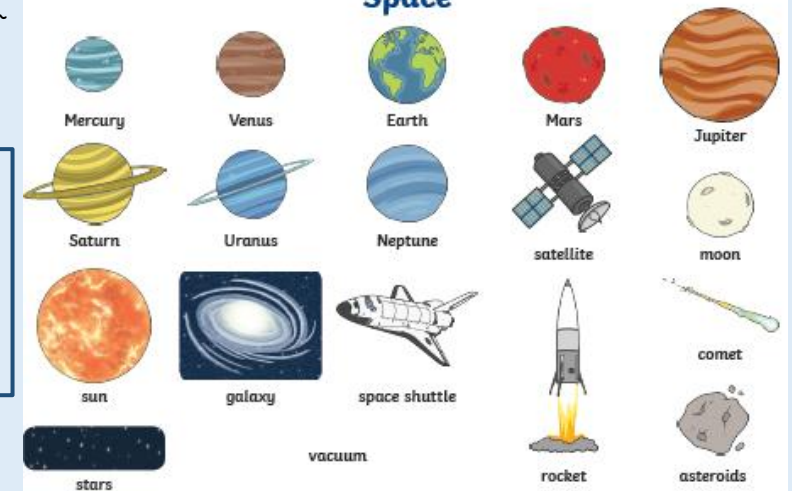 Space
Mercury
Venus
Earth
Mars
Jupiter
Saturn
Uranus
Neptune
satellite
moon
sun
galaxy
space shuttle
rocket
comet
stars
vacuum
asteroids